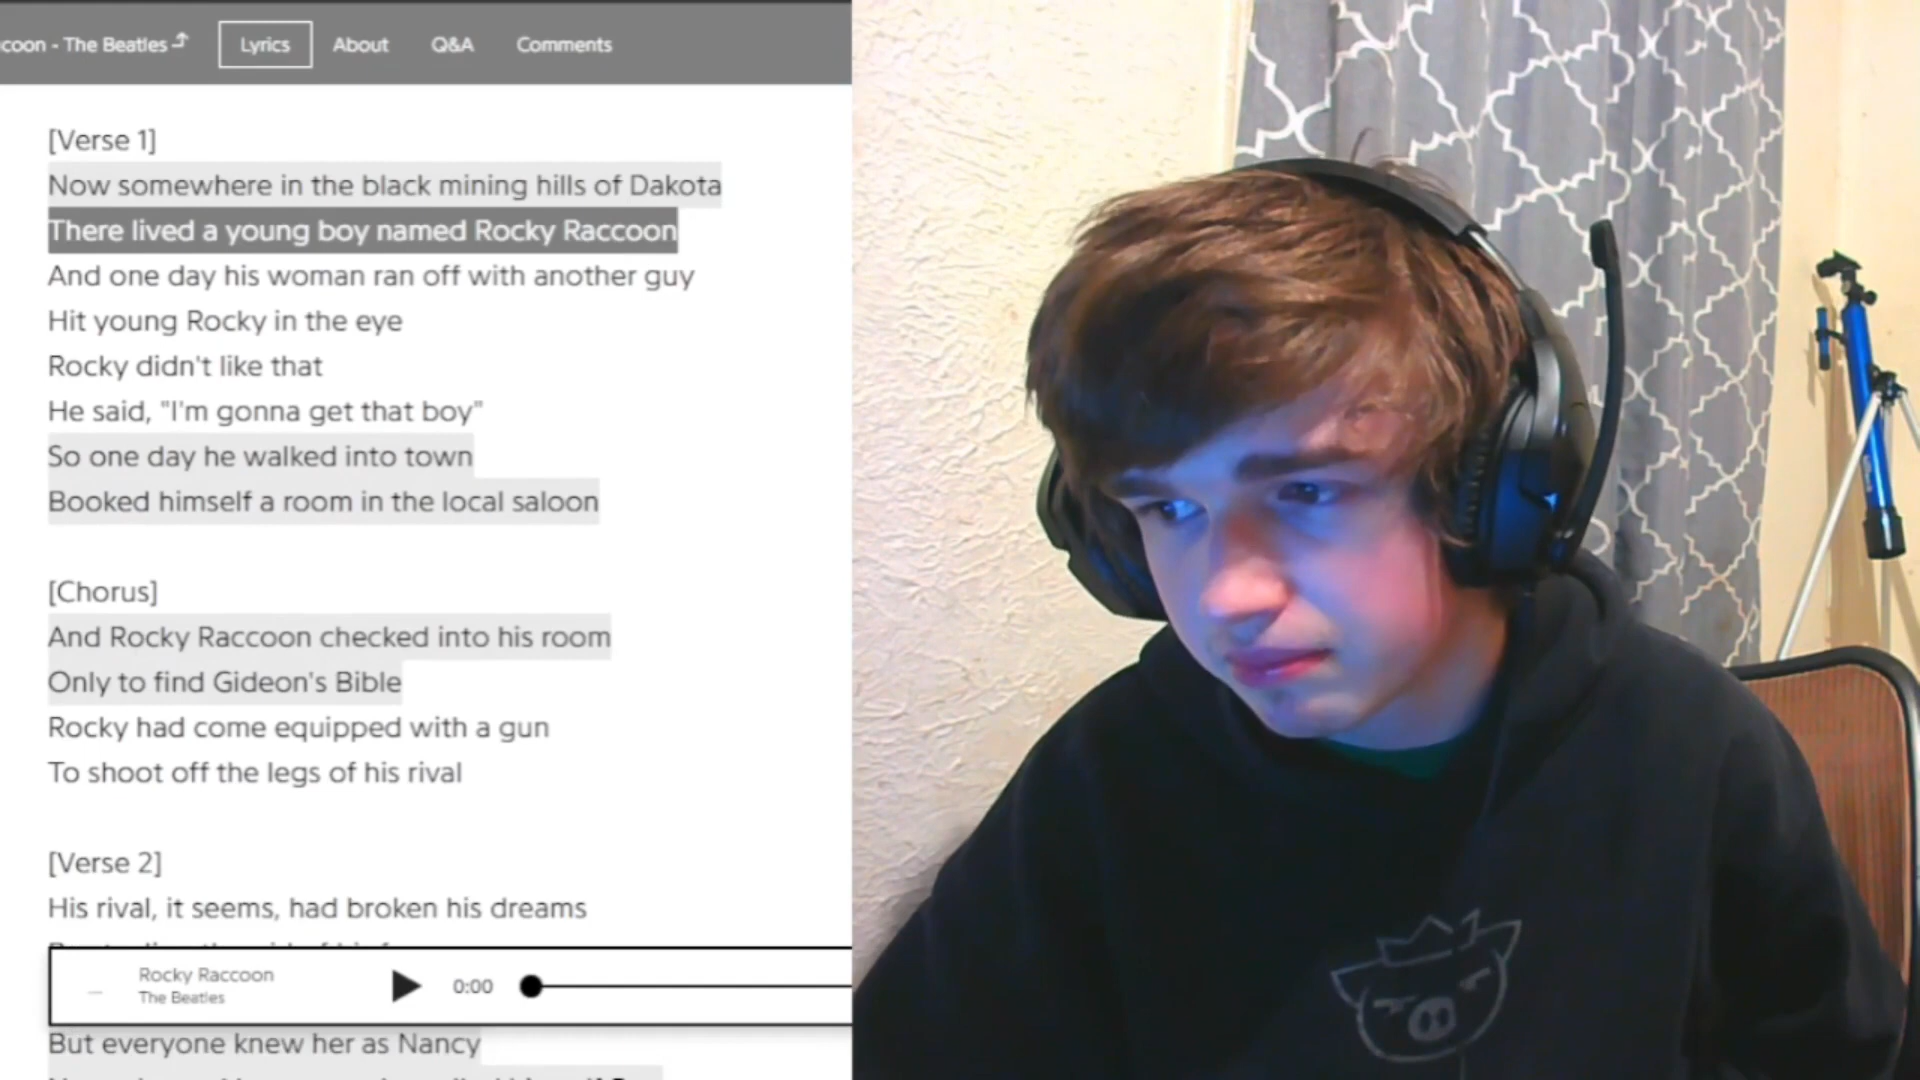 coon - The Beatles
Lyrics
About
Q&A
Comments
[Verse 1]
Now somewhere in the black mining hills of Dakota
There lived a young boy named Rocky Raccoon
And one day his woman ran off with another guy
Hit young Rocky in the eye
Rocky didn't like that
He said, "I'm gonna get that boy"
So one day he walked into town
Booked himself a room in the local saloon
[Chorus]
And Rocky Raccoon checked into his room
Only to find Gideon's Bible
Rocky had come equipped with a gun
To shoot off the legs of his rival
[Verse 2]
His rival, it seems, had broken his dreams
Rocky Raccoon
The Beatles
0:00
But everyone knew her as Nancy